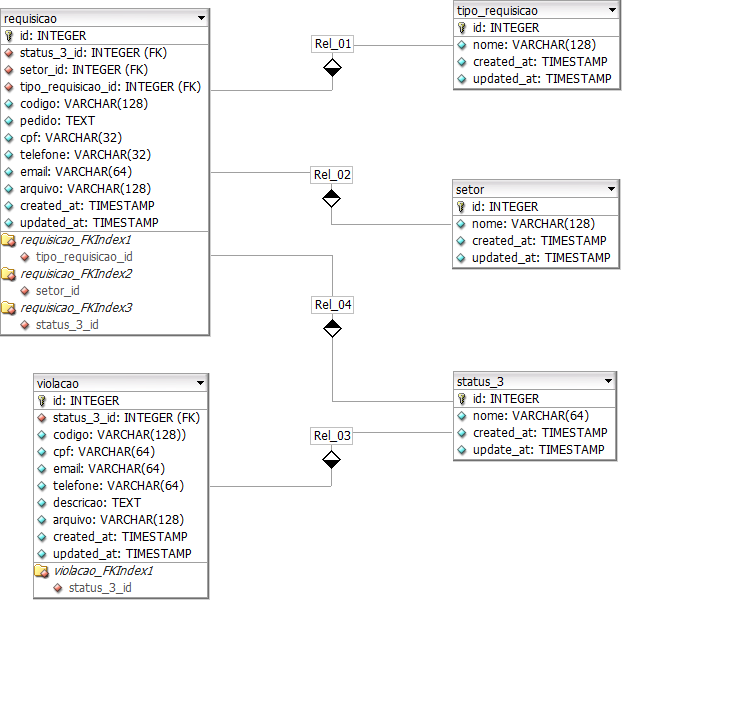 requisicao
id: INTEGER
status_3_id: INTEGER (FK)
setor_id: INTEGER (FK)
tipo_requisicao_id: INTEGER (FK)
codigo: VARCHAR(128)
pedido: TEXT
cpf: VARCHAR(32)
telefone: VARCHAR(32)
email: VARCHAR(64)
arquivo: VARCHAR(128)
created_at: TIMESTAMP
updated_at: TIMESTAMP
requisicao_FKIndex1
tipo_requisicao_id
requisicao_FKIndex2
setor_id
requisicao_FKIndex3
status_3_id
Rel_01
tipo_requisicao
id: INTEGER
nome: VARCHAR(128)
created_at: TIMESTAMP
updated_at: TIMESTAMP
Rel_02
setor
id: INTEGER
nome: VARCHAR(128)
created_at: TIMESTAMP
updated_at: TIMESTAMP
Rel_04
violacao
id: INTEGER
status_3_id: INTEGER (FK)
codigo: VARCHAR(128))
cpf: VARCHAR(64)
email: VARCHAR(64)
telefone: VARCHAR(64)
descricao: TEXT
arquivo: VARCHAR(128)
created_at: TIMESTAMP
updated_at: TIMESTAMP
violacao_FKIndex1
status_3_id
Rel_03
status_3
id: INTEGER
nome: VARCHAR(64)
created_at: TIMESTAMP
update_at: TIMESTAMP